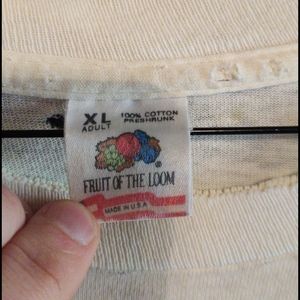 XL 100% COTTON
ADULT PRESHRUNK
®
FRUIT OF THE LOOM
MADE IN U.S.A.